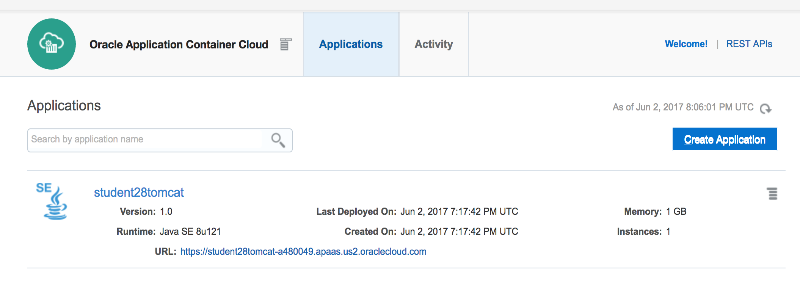 Oracle Application Container Cloud
Applications
Activity
Welcome! | REST APIs
Applications
As of Jun 2, 2017 8:06:01 PM UTC
Search by application name
Create Application
SE
student28tomcat
Version: 1.0 Last Deployed On: Jun 2, 2017 7:17:42 PM UTC Memory: 1 GB
Runtime: Java SE 8u121 Created On: Jun 2, 2017 7:17:42 PM UTC Instances: 1
URL: https://student28tomcat-a480049.apaas.us2.oraclecloud.com